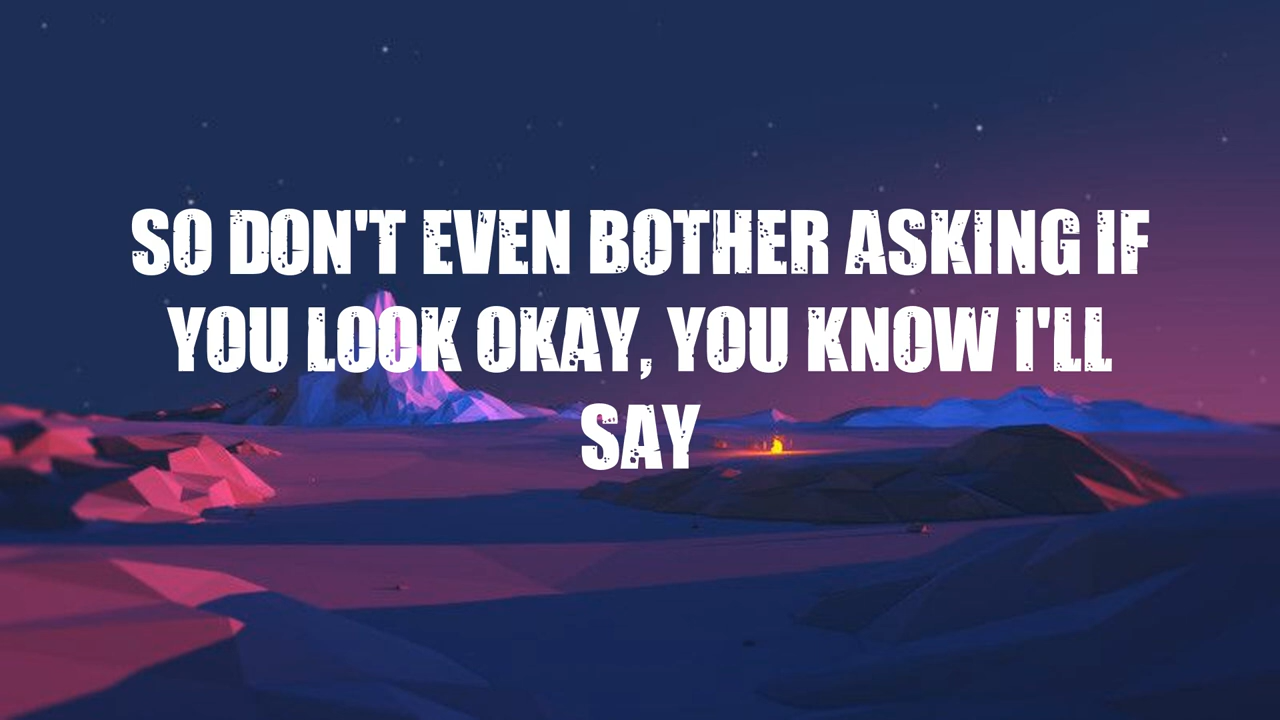 SO DON'T EVEN BOTHER ASKING IF
YOU LOOK OKAY, YOU KNOW I'LL
SAY